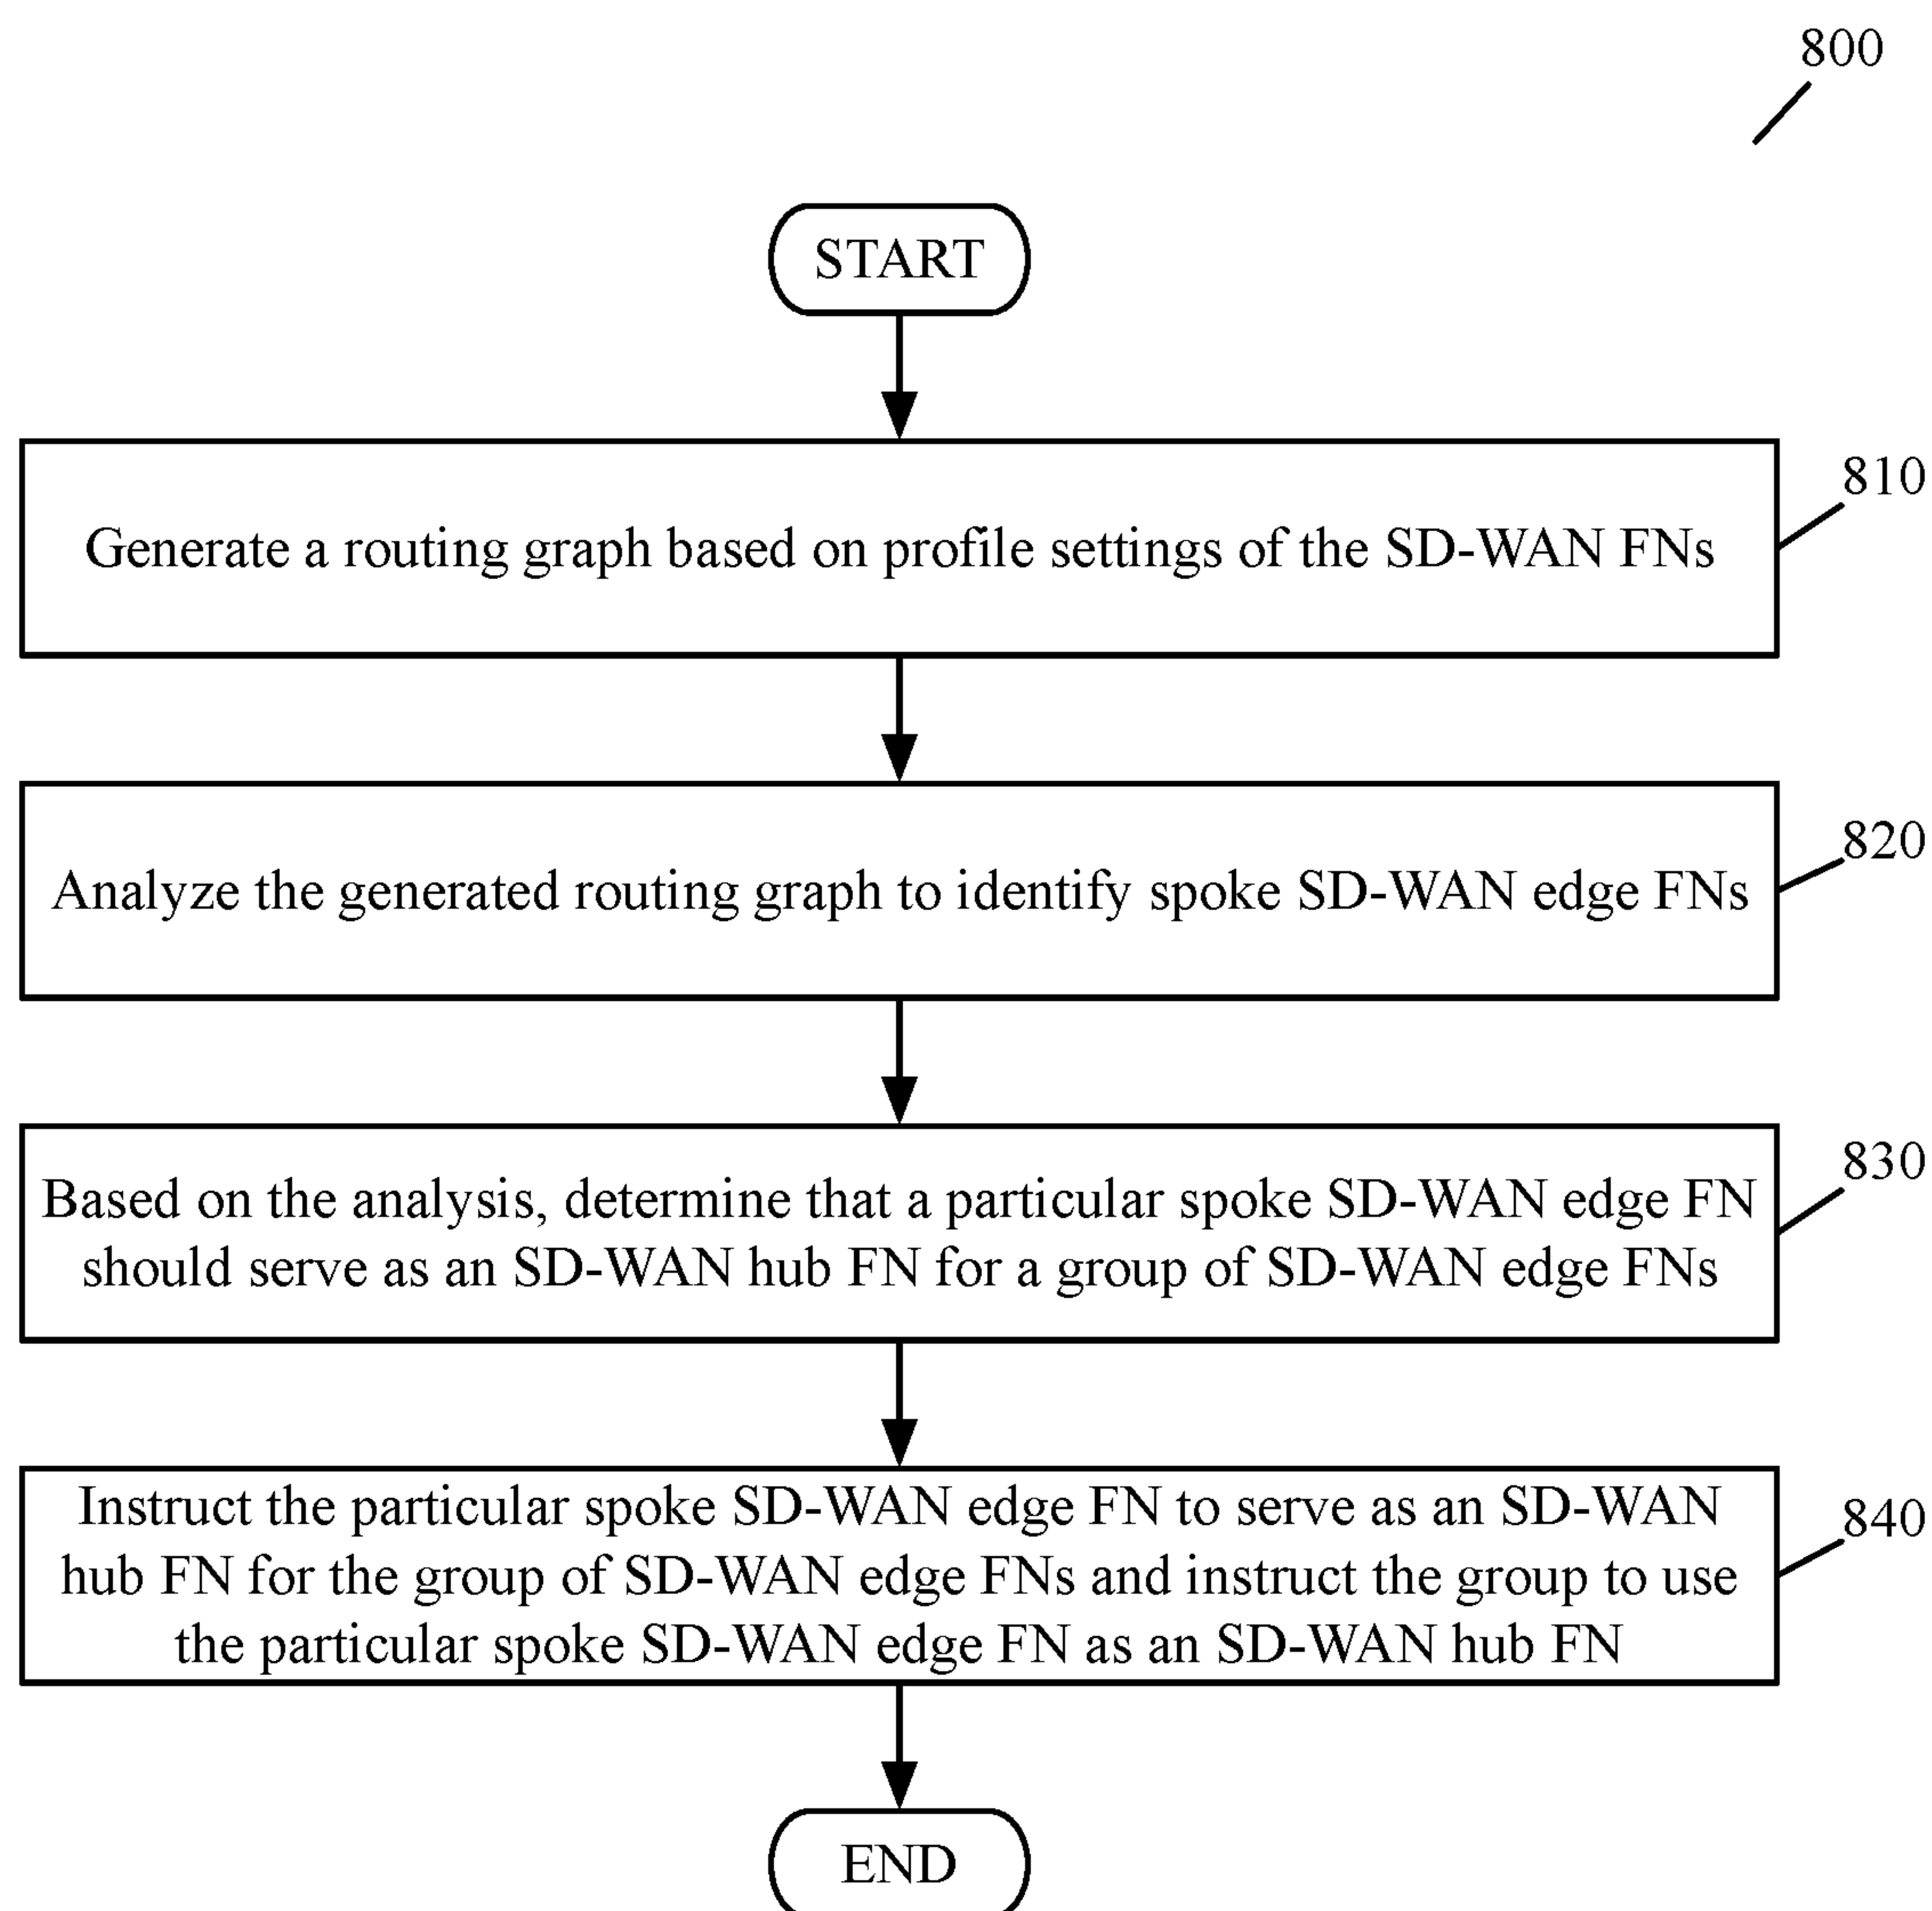 800
START
810
Generate a routing graph based on profile settings of the SD-WAN FNs
820
Analyze the generated routing graph to identify spoke SD-WAN edge FNs
830
Based on the analysis, determine that a particular spoke SD-WAN edge FN
should serve as an SD-WAN hub FN for a group of SD-WAN edge FNs
840
Instruct the particular spoke SD-WAN edge FN to serve as an SD-WAN
hub FN for the group of SD-WAN edge FNs and instruct the group to use
the particular spoke SD-WAN edge FN as an SD-WAN hub FN
END